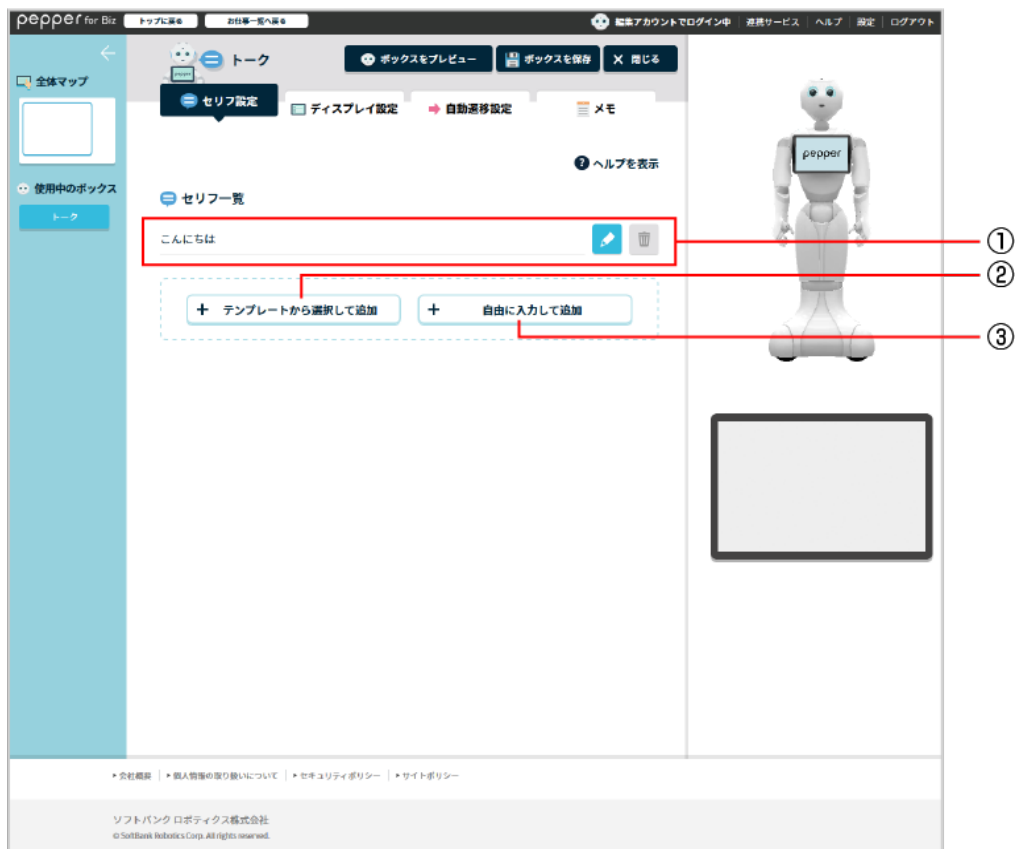 pepper for Biz トップに戻る お仕事一覧へ戻る 編集アカウントでログイン中 連携サービス ヘルプ 設定 ログアウト
トーク ボックスをプレビュー ボックスを保存 × 閉じる
全体マップ
セリフ設定 ディスプレイ設定 自動遷移設定 メモ
pepper
? ヘルプを表示
使用中のボックス
トーク
セリフ一覧
こんにちは
①
②
+ テンプレートから選択して追加 + 自由に入力して追加
③
会社概要 個人情報の取り扱いについて セキュリティポリシー サイトポリシー
ソフトバンク ロボティクス株式会社
© SoftBank Robotics Corp. All rights reserved.